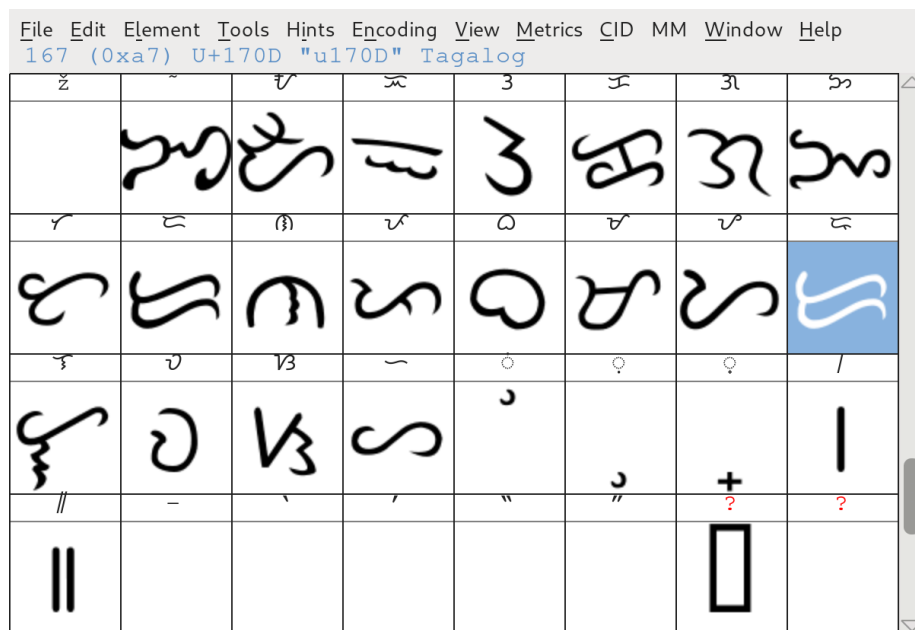 File Edit Element Tools Hints Encoding View Metrics CID MM Window Help
167 (0xa7) U+170D "u170D" Tagalog
ž ˜ ᜀ ᜁ ᜂ ᜃ ᜄ ᜅ
ᜆ ᜇ ᜈ ᜉ ᜊ ᜋ ᜌ ᜍ
ᜎ ᜏ ᜐ ᜑ ◌ᜒ ◌ᜓ ◌᜔ ᜵
᜶ – ‘ ’ “ ” ? ?